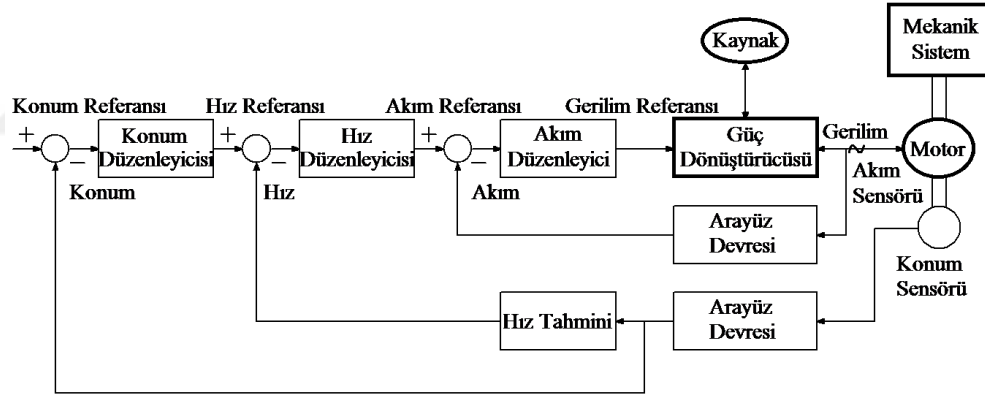 Mekanik
Sistem
Kaynak
Konum Referansı
Hız Referansı
Akım Referansı
Gerilim Referansı
+
−
Konum
Düzenleyicisi
+
−
Hız
Düzenleyicisi
+
−
Akım
Düzenleyici
Güç
Dönüştürücüsü
Gerilim
Motor
Konum
Hız
Akım
Akım
Sensörü
Arayüz
Devresi
Konum
Sensörü
Hız Tahmini
Arayüz
Devresi